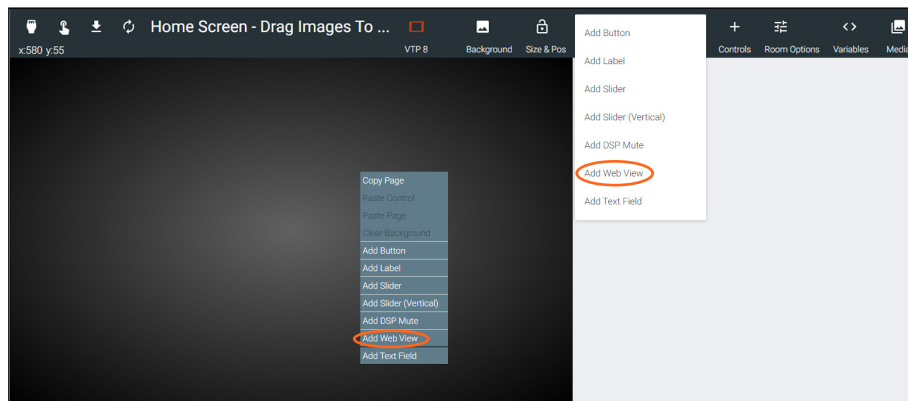 Home Screen - Drag Images To ...
x:580 y:55
VTP 8
Background
Size & Pos
Controls
Room Options
Variables
Media
Add Button
Add Label
Add Slider
Add Slider (Vertical)
Add DSP Mute
Add Web View
Add Text Field
Copy Page
Paste Control
Paste Page
Clear Background
Add Button
Add Label
Add Slider
Add Slider (Vertical)
Add DSP Mute
Add Web View
Add Text Field